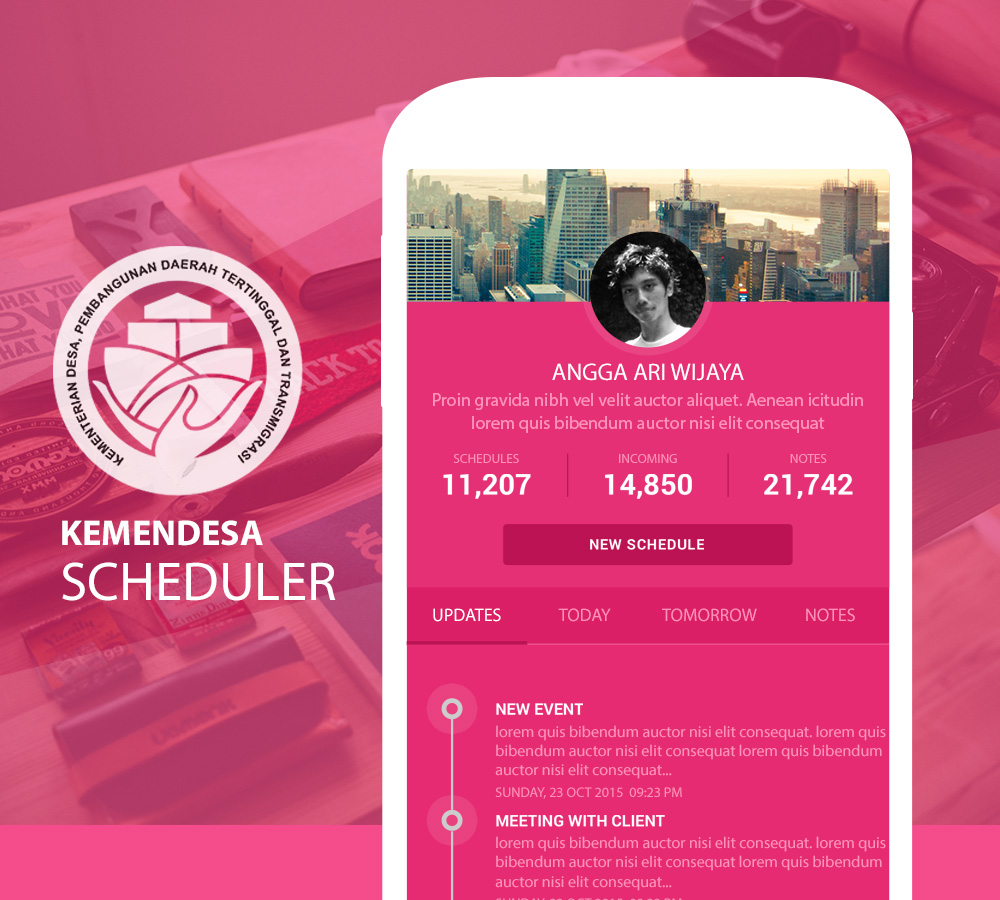 KEMENTERIAN DESA, PEMBANGUNAN DAERAH TERTINGGAL DAN TRANSMIGRASI
KEMENDESA
SCHEDULER
ANGGA ARI WIJAYA
Proin gravida nibh vel velit auctor aliquet. Aenean icitudin
lorem quis bibendum auctor nisi elit consequat
SCHEDULES
11,207
INCOMING
14,850
NOTES
21,742
NEW SCHEDULE
UPDATES TODAY TOMORROW NOTES
NEW EVENT
lorem quis bibendum auctor nisi elit consequat. lorem quis
bibendum auctor nisi elit consequat lorem quis bibendum
auctor nisi elit consequat...
SUNDAY, 23 OCT 2015 09:23 PM
MEETING WITH CLIENT
lorem quis bibendum auctor nisi elit consequat. lorem quis
bibendum auctor nisi elit consequat lorem quis bibendum
auctor nisi elit consequat...